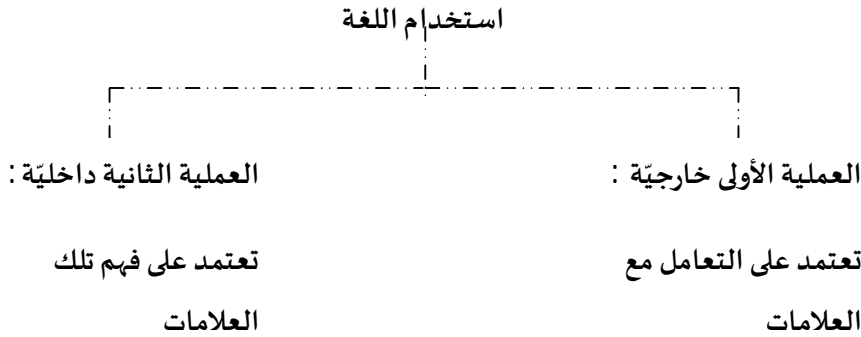 استخدام اللغة
العملية الأولى خارجيّة :
تعتمد على التعامل مع
العلامات
العملية الثانية داخليّة :
تعتمد على فهم تلك
العلامات